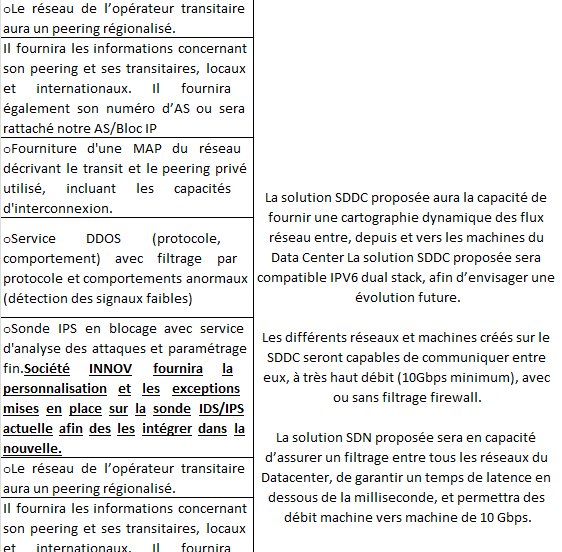 oLe réseau de l'opérateur transitaire
aura un peering régionalisé.
Il fournira les informations concernant
son peering et ses transitaires, locaux
et internationaux. Il fournira
également son numéro d'AS ou sera
rattaché notre AS/Bloc IP
oFourniture d'une MAP du réseau
décrivant le transit et le peering privé
utilisé, incluant les capacités
d'interconnexion.
oService DDOS (protocole,
comportement) avec filtrage par
protocole et comportements anormaux
(détection des signaux faibles)
oSonde IPS en blocage avec service
d'analyse des attaques et paramétrage
fin.Société INNOV fournira la
personnalisation et les exceptions
mises en place sur la sonde IDS/IPS
actuelle afin des les intégrer dans la
nouvelle.
oLe réseau de l'opérateur transitaire
aura un peering régionalisé.
Il fournira les informations concernant
son peering et ses transitaires, locaux
et internationaux. Il fournira
La solution SDDC proposée aura la capacité de
fournir une cartographie dynamique des flux
réseau entre, depuis et vers les machines du
Data Center La solution SDDC proposée sera
compatible IPV6 dual stack, afin d'envisager une
évolution future.
Les différents réseaux et machines créés sur le
SDDC seront capables de communiquer entre
eux, à très haut débit (10Gbps minimum), avec
ou sans filtrage firewall.
La solution SDN proposée sera en capacité
d'assurer un filtrage entre tous les réseaux du
Datacenter, de garantir un temps de latence en
dessous de la milliseconde, et permettra des
débit machine vers machine de 10 Gbps.